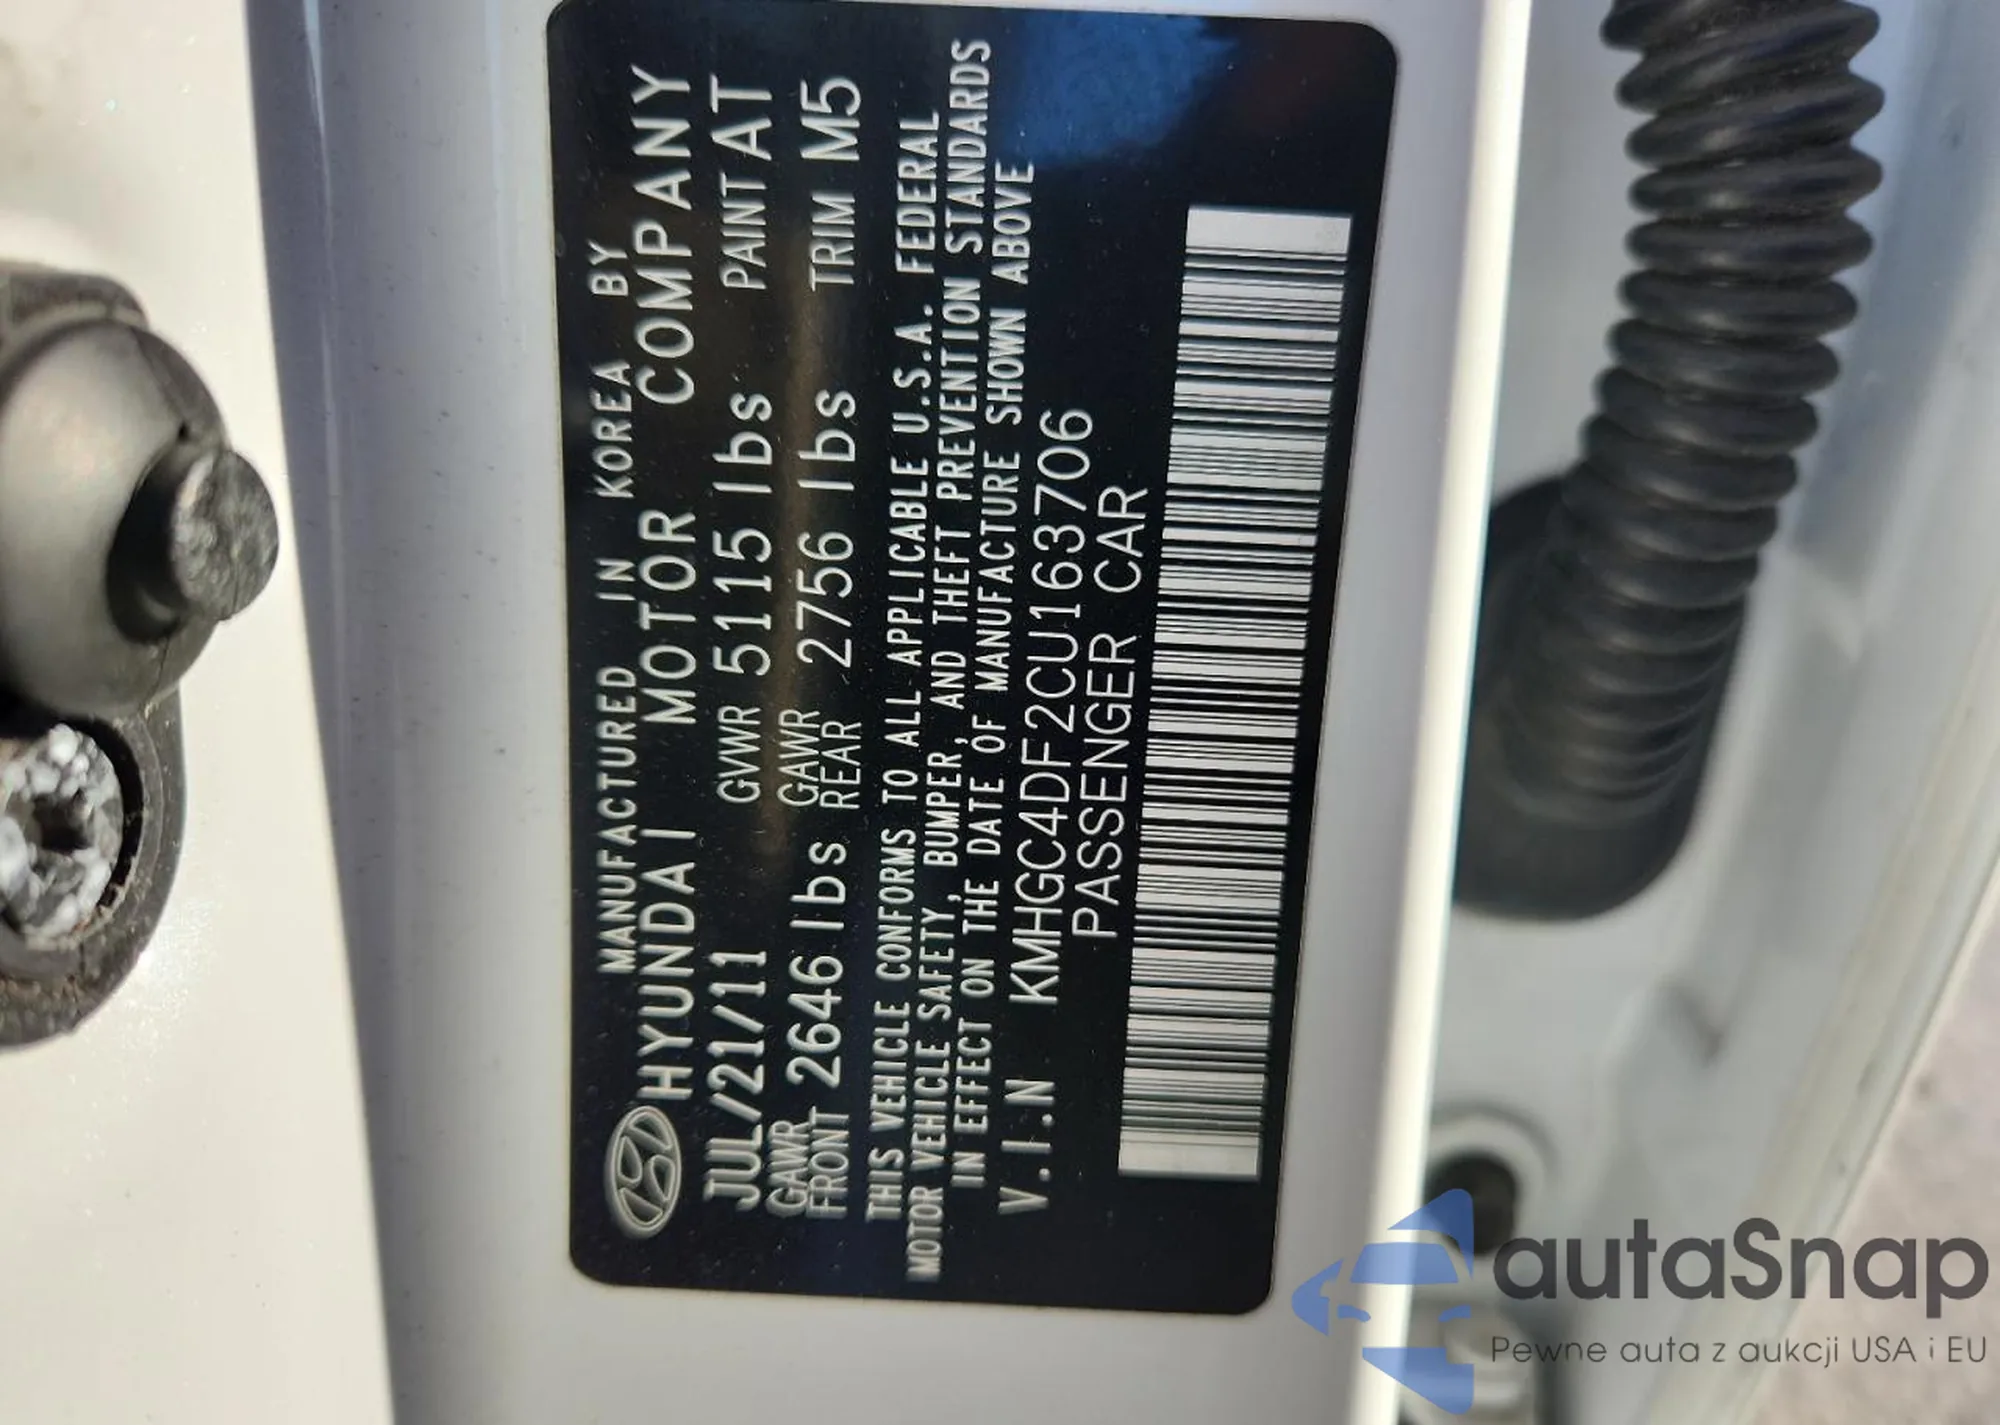 MANUFACTURED IN KOREA BY
HYUNDAI MOTOR COMPANY
JUL/21/11 GVWR 5115 lbs PAINT AT
GAWR FRONT 2646 lbs GAWR REAR 2756 lbs TRIM M5
THIS VEHICLE CONFORMS TO ALL APPLICABLE U.S.A. FEDERAL
MOTOR VEHICLE SAFETY, BUMPER, AND THEFT PREVENTION STANDARDS
IN EFFECT ON THE DATE OF MANUFACTURE SHOWN ABOVE
V.I.N KMHGC4DF2CU163706
PASSENGER CAR
autaSnap
Pewne auta z aukcji USA i EU